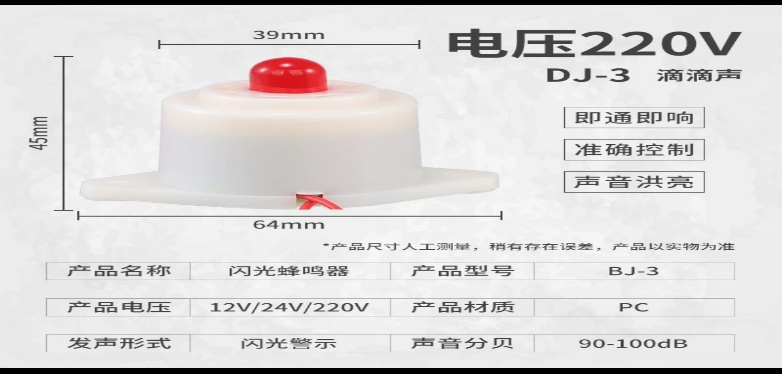 39mm
电压220V
DJ-3 滴滴声
45mm
即通即响
准确控制
声音洪亮
64mm
*产品尺寸人工测量，稍有存在误差，产品以实物为准
产品名称 闪光蜂鸣器 产品型号 BJ-3
产品电压 12V/24V/220V 产品材质 PC
发声形式 闪光警示 声音分贝 90-100dB